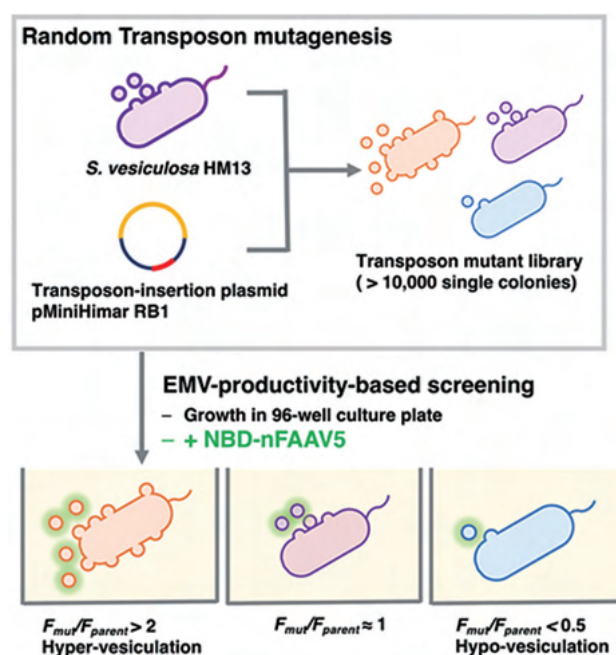 Random Transposon mutagenesis
S. vesiculosa HM13
Transposon-insertion plasmid
pMiniHimar RB1
Transposon mutant library
( > 10,000 single colonies)
EMV-productivity-based screening
– Growth in 96-well culture plate
– + NBD-nFAAV5
Fmut/Fparent > 2
Hyper-vesiculation
Fmut/Fparent ≈ 1
Fmut/Fparent < 0.5
Hypo-vesiculation